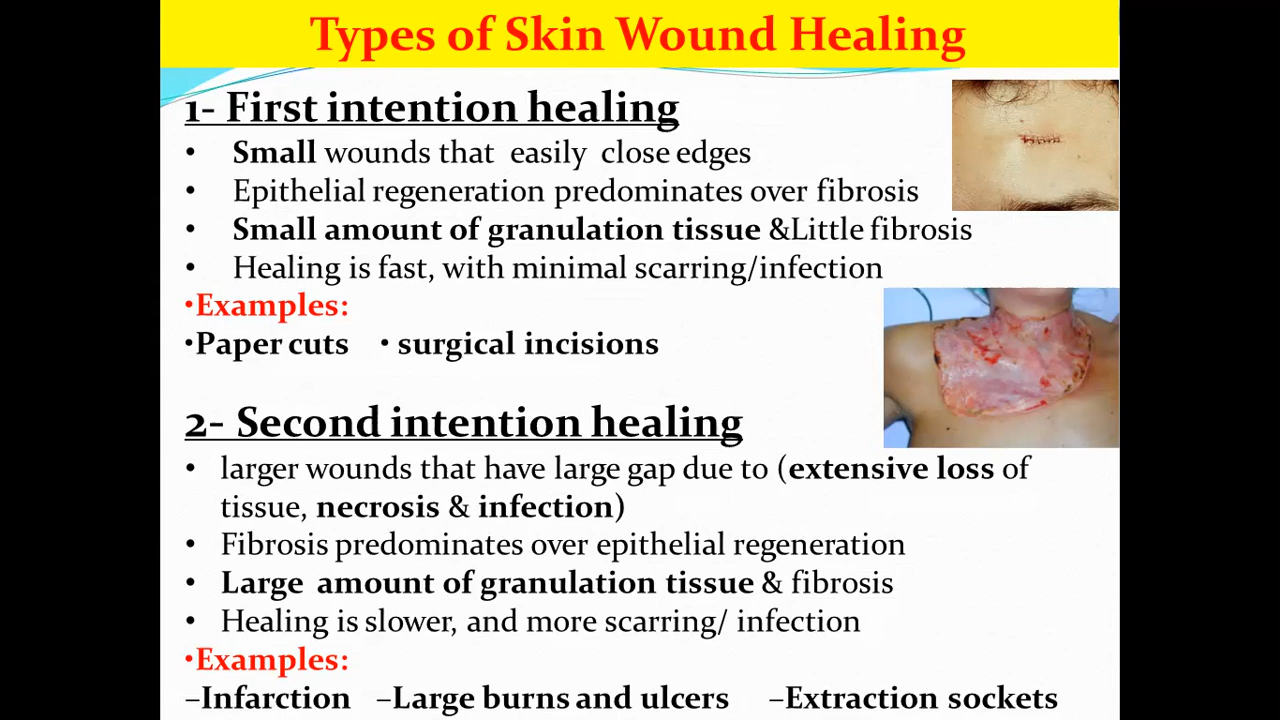 Types of Skin Wound Healing
1- First intention healing
• Small wounds that easily close edges
• Epithelial regeneration predominates over fibrosis
• Small amount of granulation tissue &Little fibrosis
• Healing is fast, with minimal scarring/infection
•Examples:
•Paper cuts • surgical incisions
2- Second intention healing
• larger wounds that have large gap due to (extensive loss of
tissue, necrosis & infection)
• Fibrosis predominates over epithelial regeneration
• Large amount of granulation tissue & fibrosis
• Healing is slower, and more scarring/ infection
•Examples:
–Infarction –Large burns and ulcers –Extraction sockets